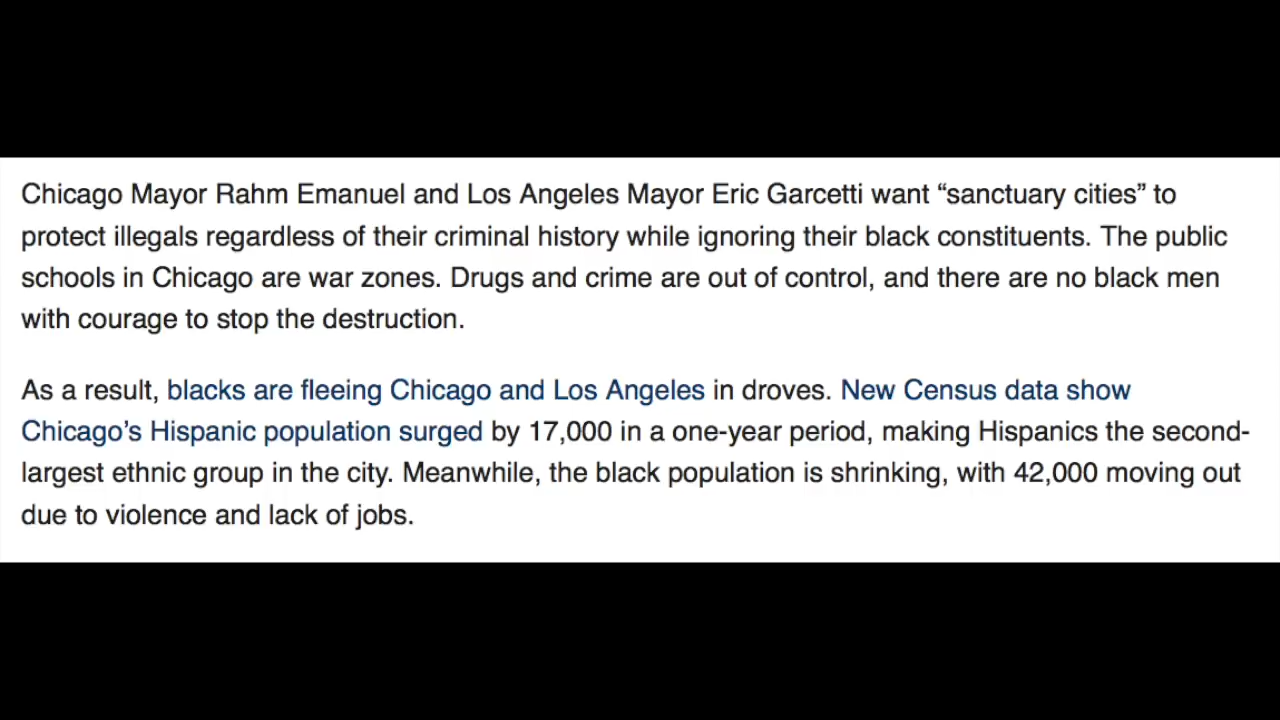 Chicago Mayor Rahm Emanuel and Los Angeles Mayor Eric Garcetti want “sanctuary cities” to
protect illegals regardless of their criminal history while ignoring their black constituents. The public
schools in Chicago are war zones. Drugs and crime are out of control, and there are no black men
with courage to stop the destruction.
As a result, blacks are fleeing Chicago and Los Angeles in droves. New Census data show
Chicago’s Hispanic population surged by 17,000 in a one-year period, making Hispanics the second-
largest ethnic group in the city. Meanwhile, the black population is shrinking, with 42,000 moving out
due to violence and lack of jobs.